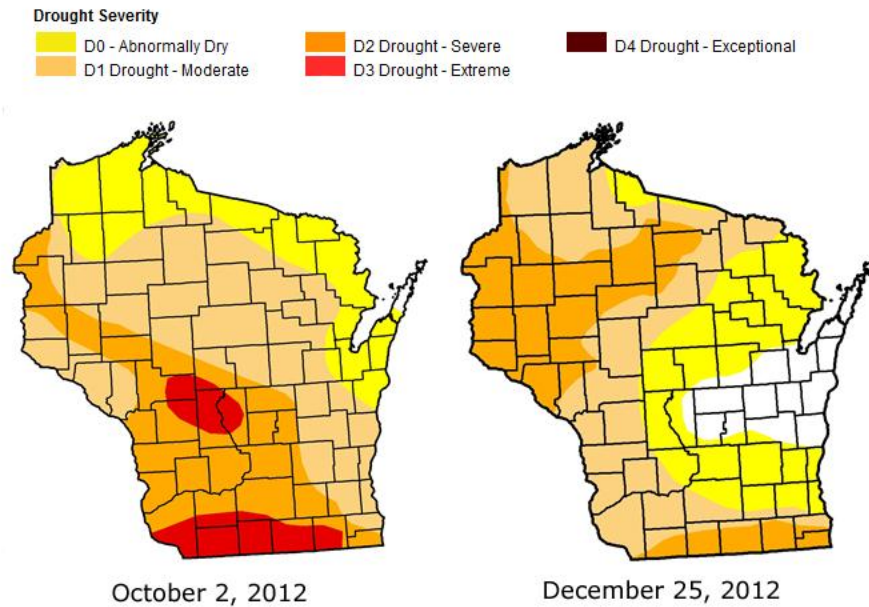 Drought Severity
D0 - Abnormally Dry
D2 Drought - Severe
D4 Drought - Exceptional
D1 Drought - Moderate
D3 Drought - Extreme
October 2, 2012
December 25, 2012